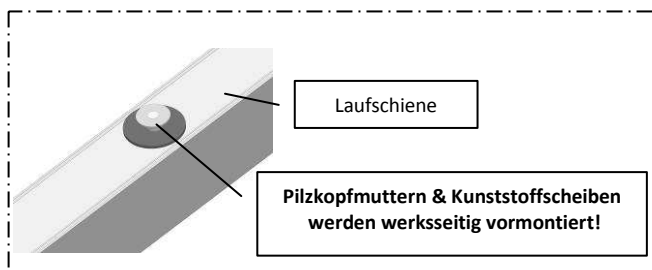 Laufschiene
Pilzkopfmuttern & Kunststoffscheiben
werden werksseitig vormontiert!